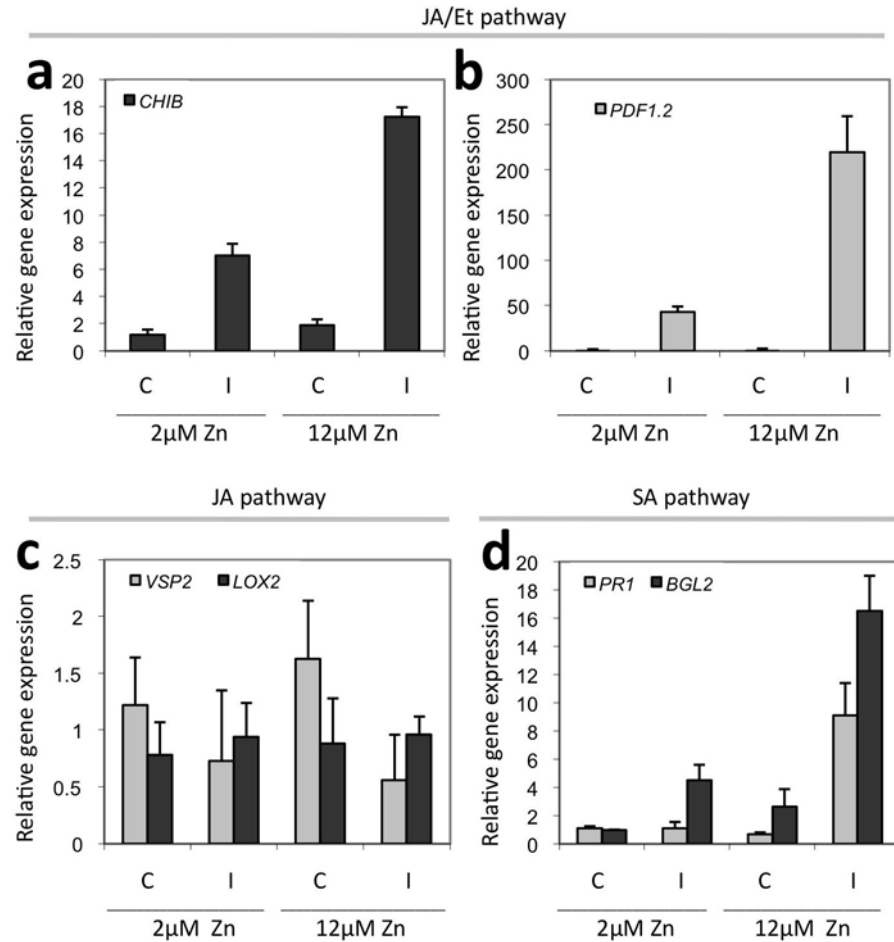 JA/Et pathway
a
b
Relative gene expression
20
18
16
14
12
10
8
6
4
2
0
CHIB
C I C I
2μM Zn 12μM Zn
Relative gene expression
300
250
200
150
100
50
0
PDF1.2
C I C I
2μM Zn 12μM Zn
JA pathway
SA pathway
c
d
Relative gene expression
2.5
2
1.5
1
0.5
0
VSP2 LOX2
C I C I
2μM Zn 12μM Zn
Relative gene expression
20
18
16
14
12
10
8
6
4
2
0
PR1 BGL2
C I C I
2μM Zn 12μM Zn